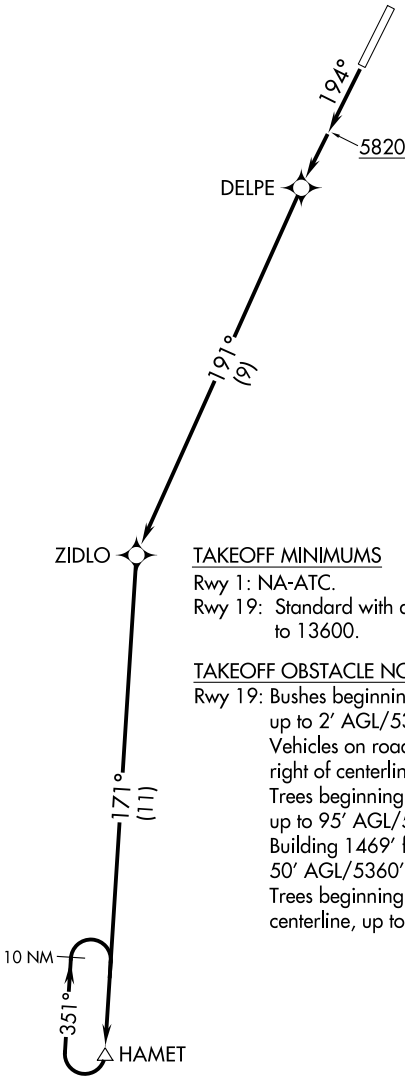 194°
5820
DELPE
191°
(9)
ZIDLO
TAKEOFF MINIMUMS
Rwy 1: NA-ATC.
Rwy 19: Standard with
to 13600.
TAKEOFF OBSTACLE
Rwy 19: Bushes beginning
up to 2' AGL/
Vehicles on road
right of
Trees beginning
up to 95' AGL/
Building 1469'
50' AGL/5360'
Trees beginning
centerline, up to
171°
(11)
10 NM
351°
HAMET